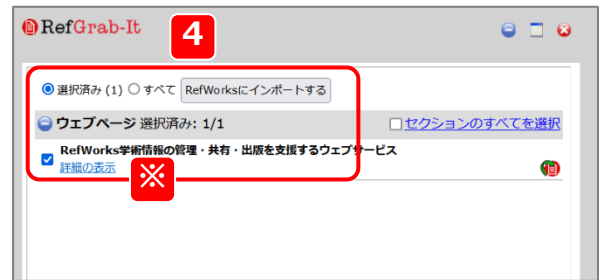 RefGrab-It
4
選択済み (1) すべて RefWorksにインポートする
ウェブページ 選択済み: 1/1 セクションのすべてを選択
RefWorks学術情報の管理・共有・出版を支援するウェブサービス
詳細の表示
※